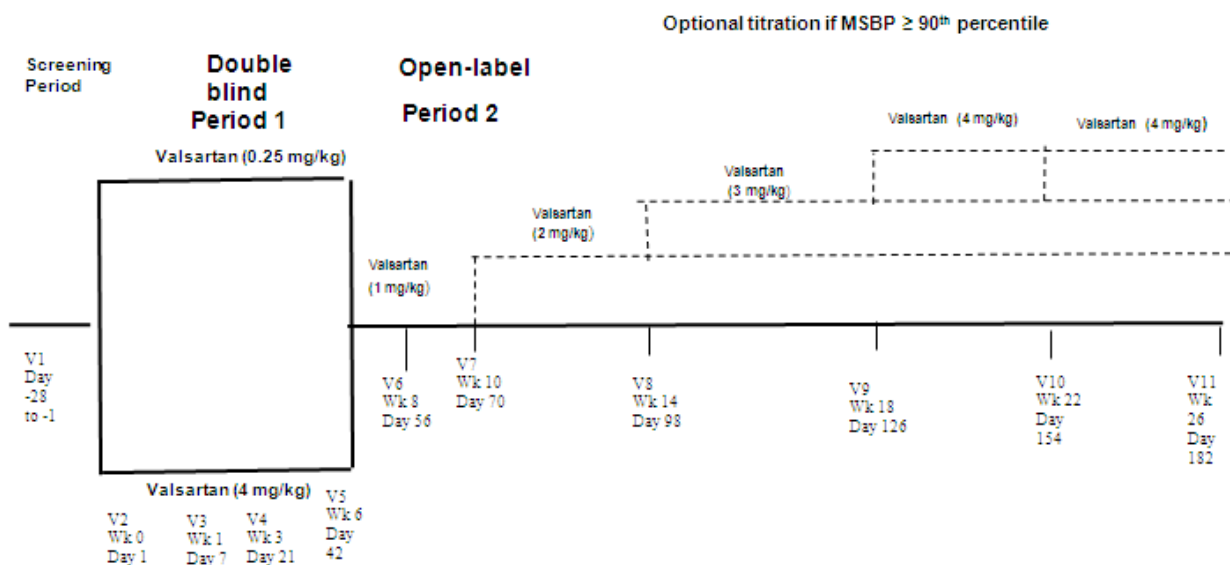 Optional titration if MSBP ≥ 90th percentile
Screening
Period
Double
blind
Period 1
Open-label
Period 2
Valsartan (0.25 mg/kg)
Valsartan
(1 mg/kg)
Valsartan
(2 mg/kg)
Valsartan
(3 mg/kg)
Valsartan (4 mg/kg)
Valsartan (4 mg/kg)
V1
Day
-28
to -1
Valsartan (4 mg/kg)
V2
Wk 0
Day 1
V3
Wk 1
Day 7
V4
Wk 3
Day 21
V5
Wk 6
Day
42
V6
Wk 8
Day 56
V7
Wk 10
Day 70
V8
Wk 14
Day 98
V9
Wk 18
Day 126
V10
Wk 22
Day
154
V11
Wk
26
Day
182